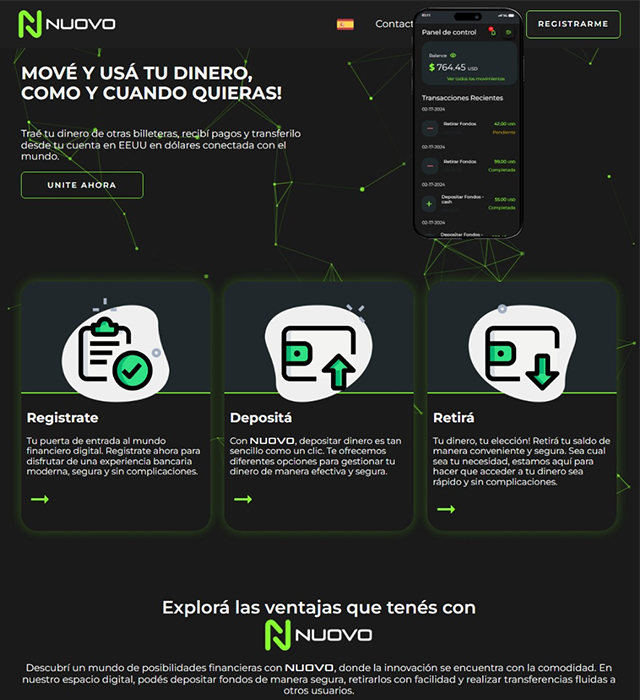 NUOVO
Contact
REGISTRARME
MOVÉ Y USÁ TU DINERO,
COMO Y CUANDO QUIERAS!
Traé tu dinero de otras billeteras, recibí pagos y transferilo
desde tu cuenta en EEUU en dólares conectada con el
mundo.
UNITE AHORA
Panel de control
Balance
$ 764.45 USD
Ver todos los movimientos
Transacciones Recientes
02-17-2024
Retirar Fondos
42.00 USD
Pendiente
02-17-2024
Retirar Fondos
99.00 USD
Completada
02-17-2024
Depositar Fondos -
cash
55.00 USD
Completada
02-17-2024
Depositar Fondos -
Registrate
Tu puerta de entrada al mundo
financiero digital. Registrate ahora para
disfrutar de una experiencia bancaria
moderna, segura y sin complicaciones.
Depositá
Con NUOVO, depositar dinero es tan
sencillo como un clic. Te ofrecemos
diferentes opciones para gestionar tu
dinero de manera efectiva y segura.
Retirá
Tu dinero, tu elección! Retirá tu saldo de
manera conveniente y segura. Sea cual
sea tu necesidad, estamos aquí para
hacer que acceder a tu dinero sea
rápido y sin complicaciones.
Explorá las ventajas que tenés con
NUOVO
Descubrí un mundo de posibilidades financieras con NUOVO, donde la innovación se encuentra con la comodidad. En
nuestro espacio digital, podés depositar fondos de manera segura, retirarlos con facilidad y realizar transferencias fluidas a
otros usuarios.